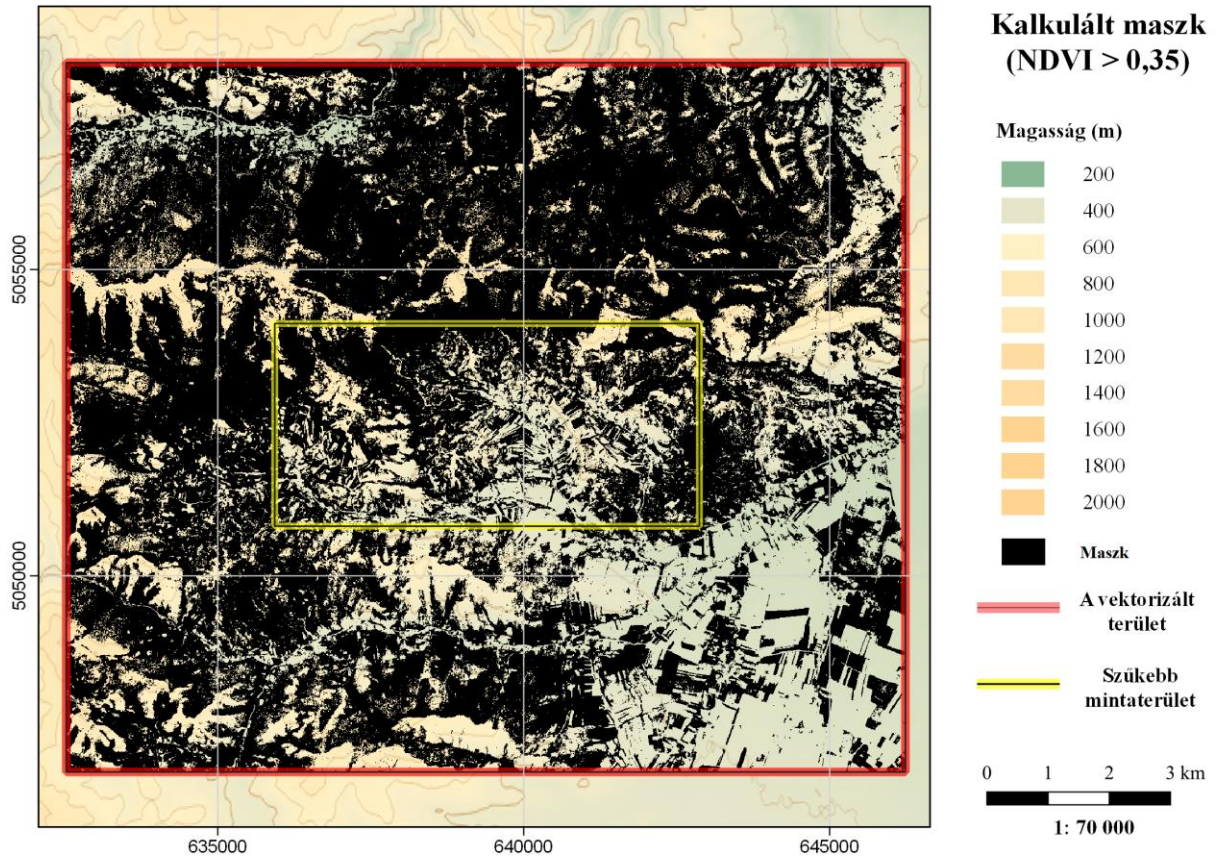 Kalkulált maszk
(NDVI > 0,35)
Magasság (m)
200
400
600
800
1000
1200
1400
1600
1800
2000
Maszk
A vektorizált
terület
Szűkebb
mintaterület
0 1 2 3 km
1: 70 000
5055000
5050000
635000 640000 645000